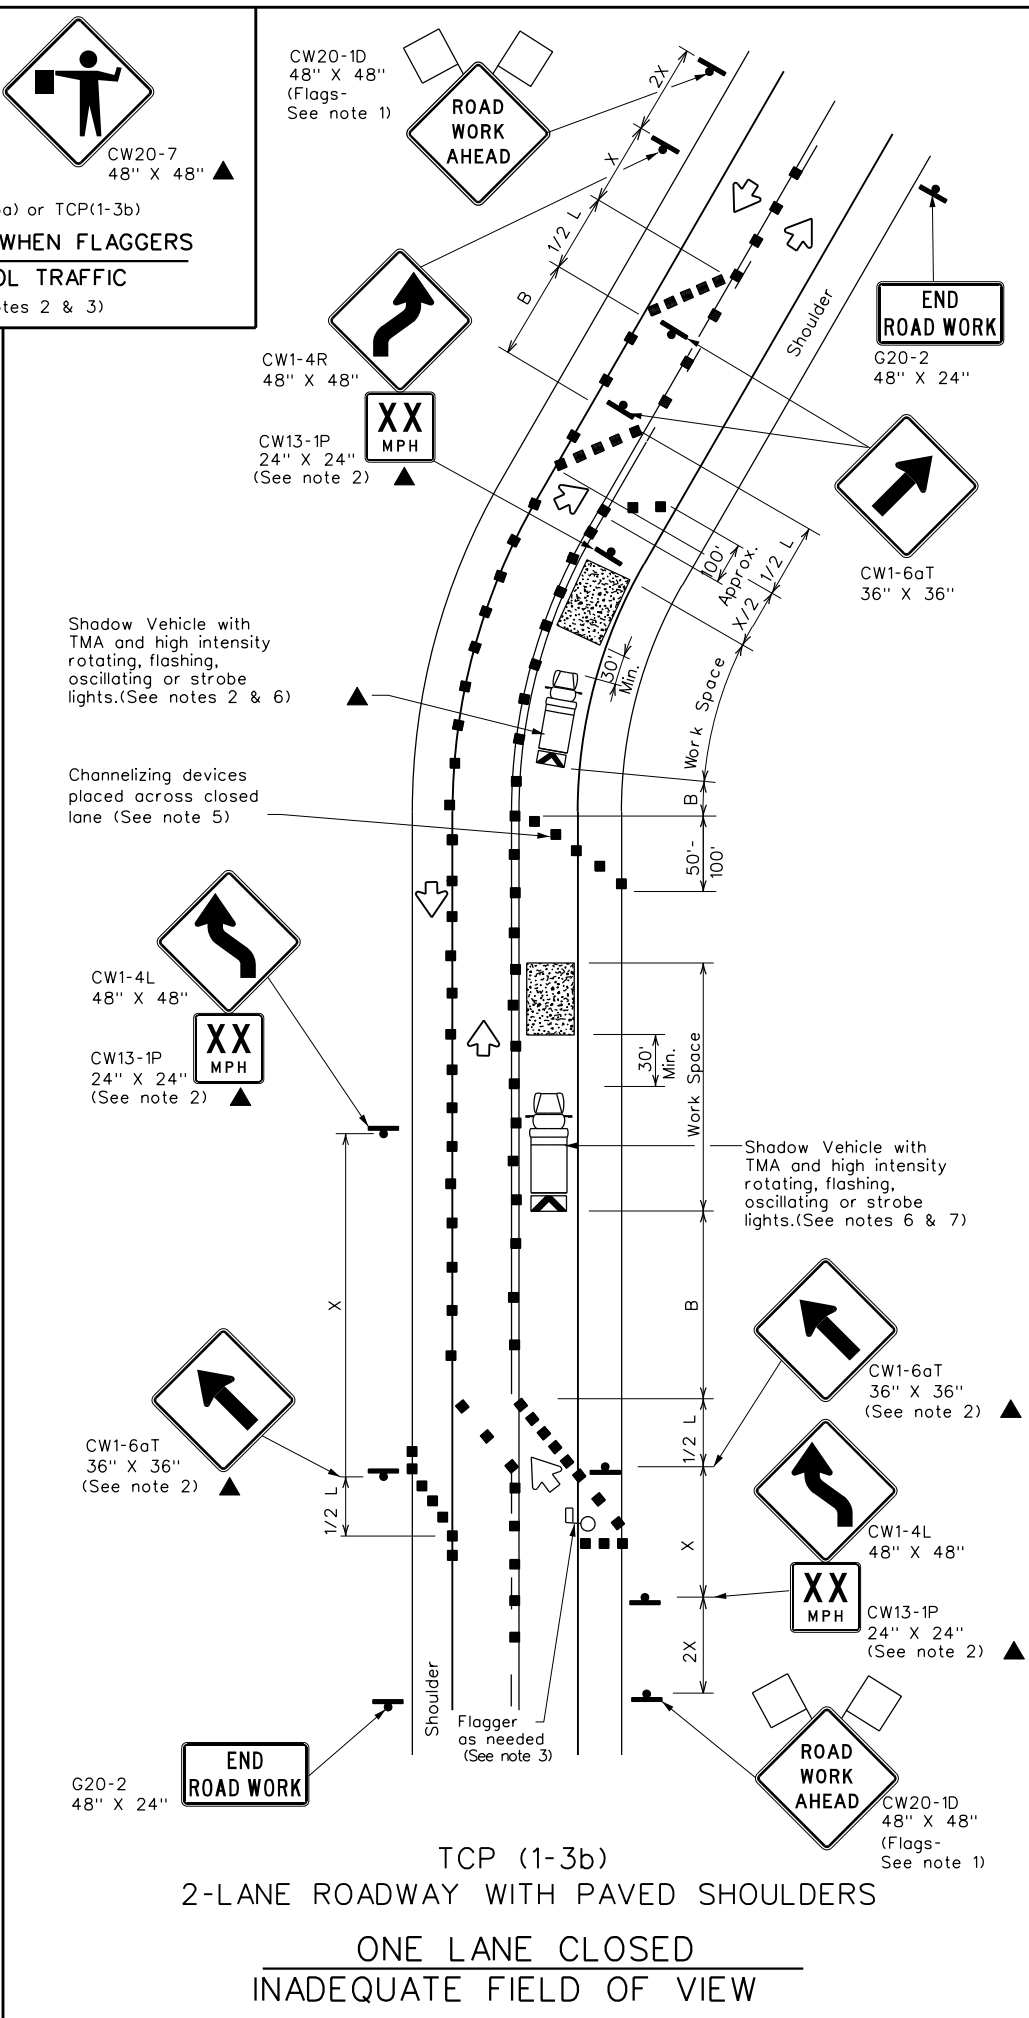 CW20-7
48" X 48"
a) or TCP(1-3b)
WHEN FLAGGERS
OL TRAFFIC
tes 2 & 3)
CW20-1D
48" X 48"
(Flags-
See note 1)
ROAD
WORK
AHEAD
2X
X
1/2 L
B
Shoulder
END
ROAD WORK
G20-2
48" X 24"
CW1-4R
48" X 48"
XX
MPH
CW13-1P
24" X 24"
(See note 2)
CW1-6aT
36" X 36"
100'
Approx.
1/2 L
X/2
30'
Min.
Work Space
B
50'-
100'
Shadow Vehicle with
TMA and high intensity
rotating, flashing,
oscillating or strobe
lights.(See notes 2 & 6)
Channelizing devices
placed across closed
lane (See note 5)
CW1-4L
48" X 48"
XX
MPH
CW13-1P
24" X 24"
(See note 2)
30'
Min.
Work Space
Shadow Vehicle with
TMA and high intensity
rotating, flashing,
oscillating or strobe
lights.(See notes 6 & 7)
X
B
CW1-6aT
36" X 36"
(See note 2)
1/2 L
CW1-6aT
36" X 36"
(See note 2)
1/2 L
X
2X
CW1-4L
48" X 48"
XX
MPH
CW13-1P
24" X 24"
(See note 2)
Shoulder
Flagger
as needed
(See note 3)
END
ROAD WORK
G20-2
48" X 24"
ROAD
WORK
AHEAD
CW20-1D
48" X 48"
(Flags-
See note 1)
TCP (1-3b)
2-LANE ROADWAY WITH PAVED SHOULDERS
ONE LANE CLOSED
INADEQUATE FIELD OF VIEW